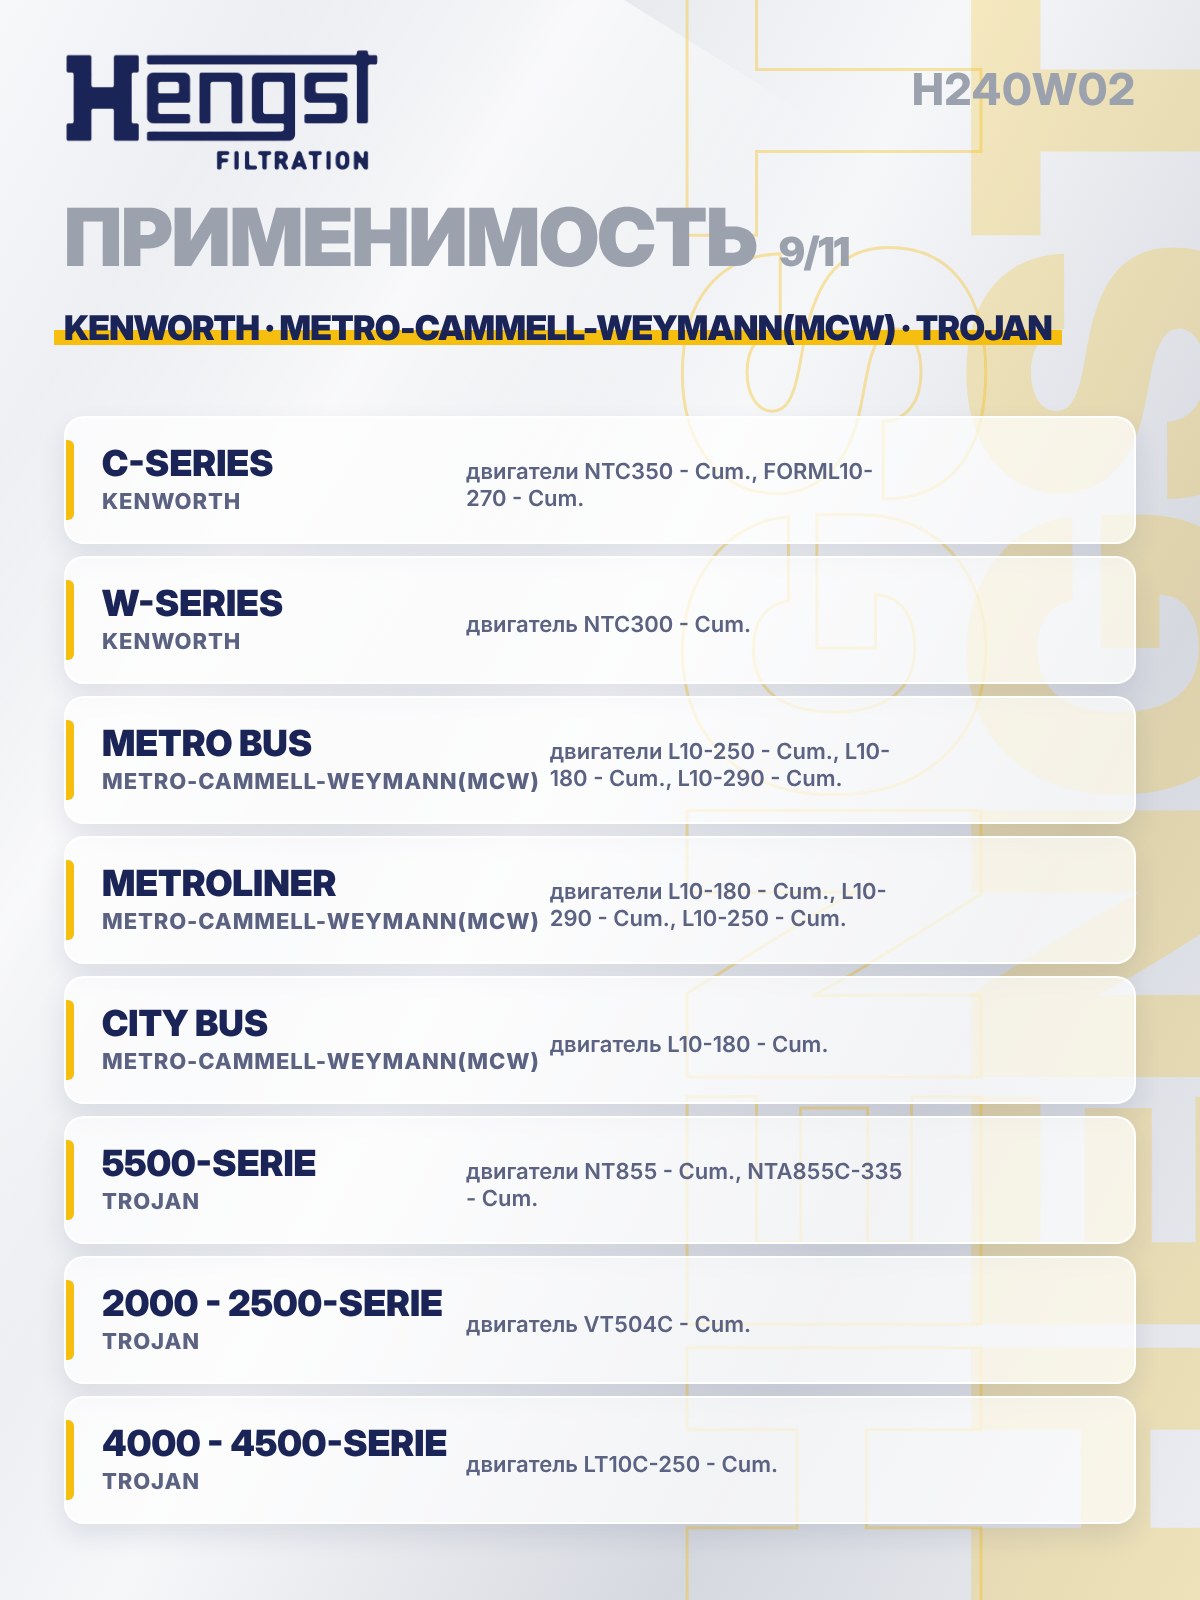 Hengst
FILTRATION
H240W02
ПРИМЕНИМОСТЬ 9/11
KENWORTH · METRO-CAMMELL-WEYMANN(MCW) · TROJAN
C-SERIES
KENWORTH
двигатели NTC350 - Cum., FORML10-
270 - Cum.
W-SERIES
KENWORTH
двигатель NTC300 - Cum.
METRO BUS
METRO-CAMMELL-WEYMANN(MCW)
двигатели L10-250 - Cum., L10-
180 - Cum., L10-290 - Cum.
METROLINER
METRO-CAMMELL-WEYMANN(MCW)
двигатели L10-180 - Cum., L10-
290 - Cum., L10-250 - Cum.
CITY BUS
METRO-CAMMELL-WEYMANN(MCW)
двигатель L10-180 - Cum.
5500-SERIE
TROJAN
двигатели NT855 - Cum., NTA855C-335
- Cum.
2000 - 2500-SERIE
TROJAN
двигатель VT504C - Cum.
4000 - 4500-SERIE
TROJAN
двигатель LT10C-250 - Cum.
HENGST
HENGST